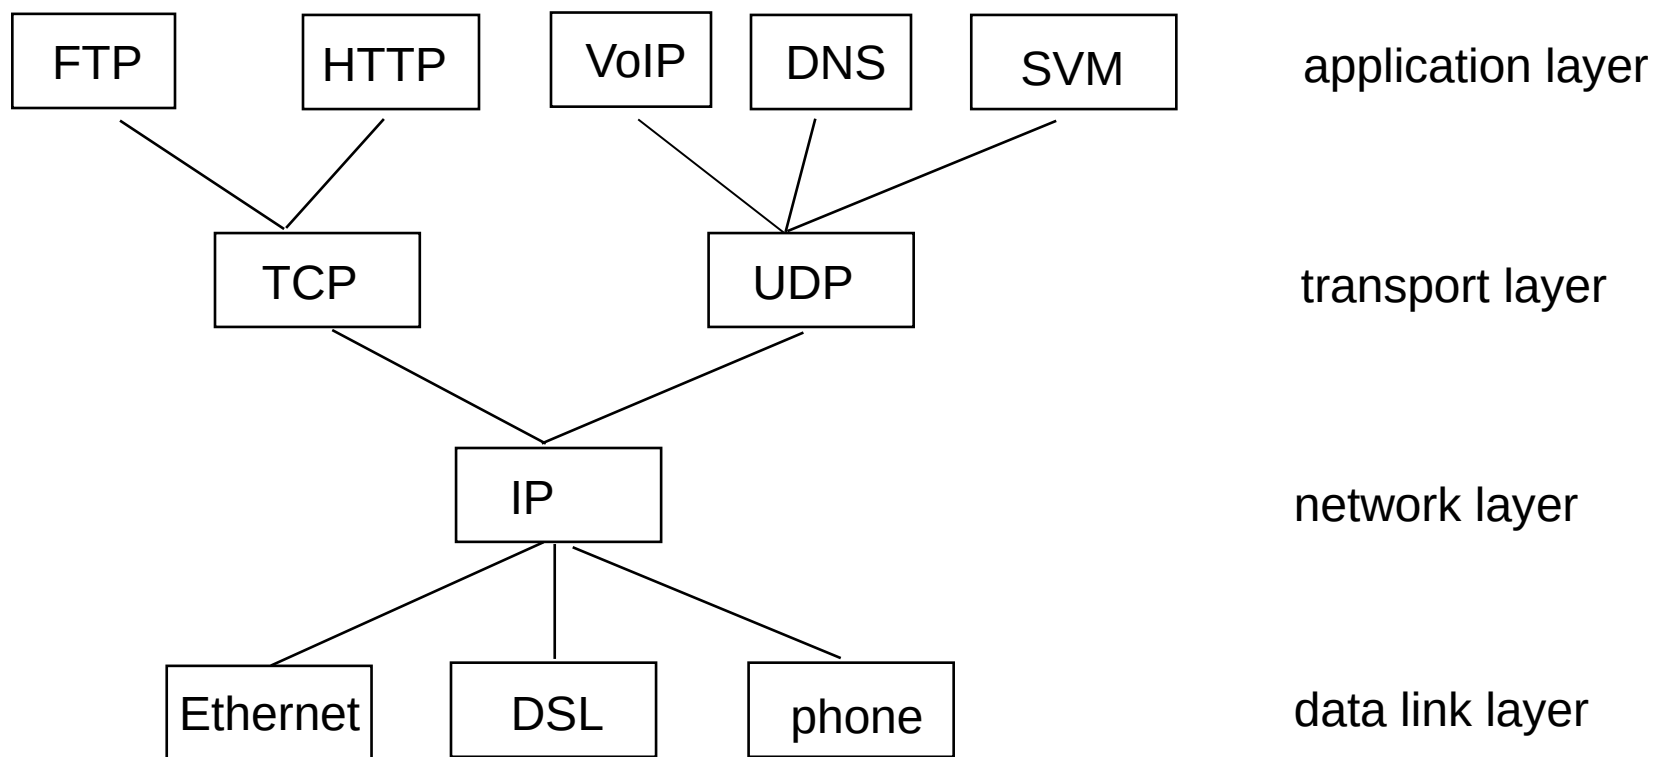 FTP
HTTP
VoIP
DNS
SVM
application layer
TCP
UDP
transport layer
IP
network layer
Ethernet
DSL
phone
data link layer